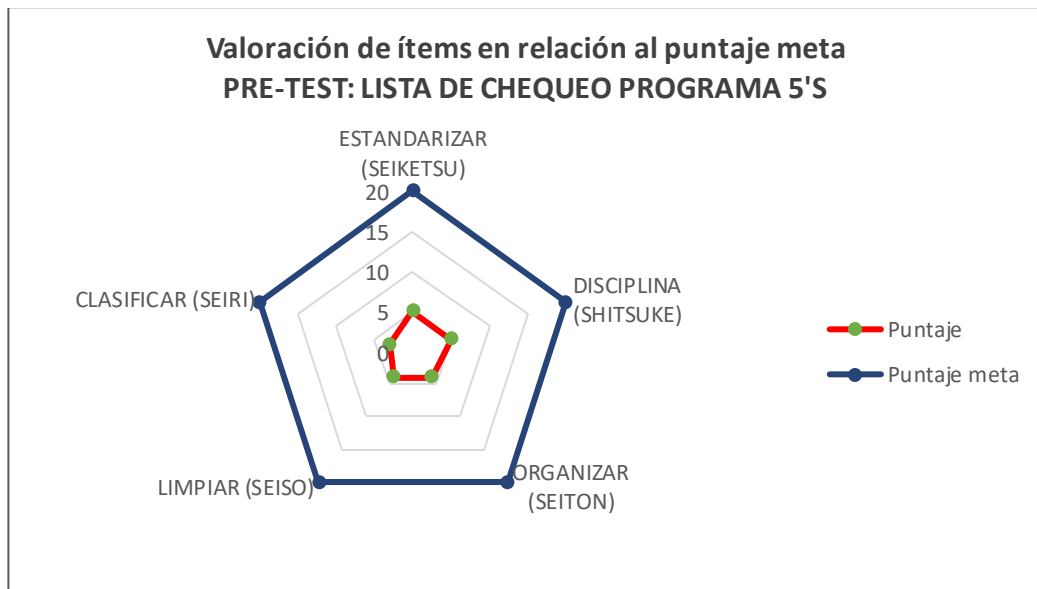 Valoración de ítems en relación al puntaje meta
PRE-TEST: LISTA DE CHEQUEO PROGRAMA 5'S
ESTANDARIZAR
(SEIKETSU)
20
15
10
5
0
DISCIPLINA
(SHITSUKE)
CLASIFICAR (SEIRI)
ORGANIZAR
(SEITON)
LIMPIAR (SEISO)
Puntaje
Puntaje meta